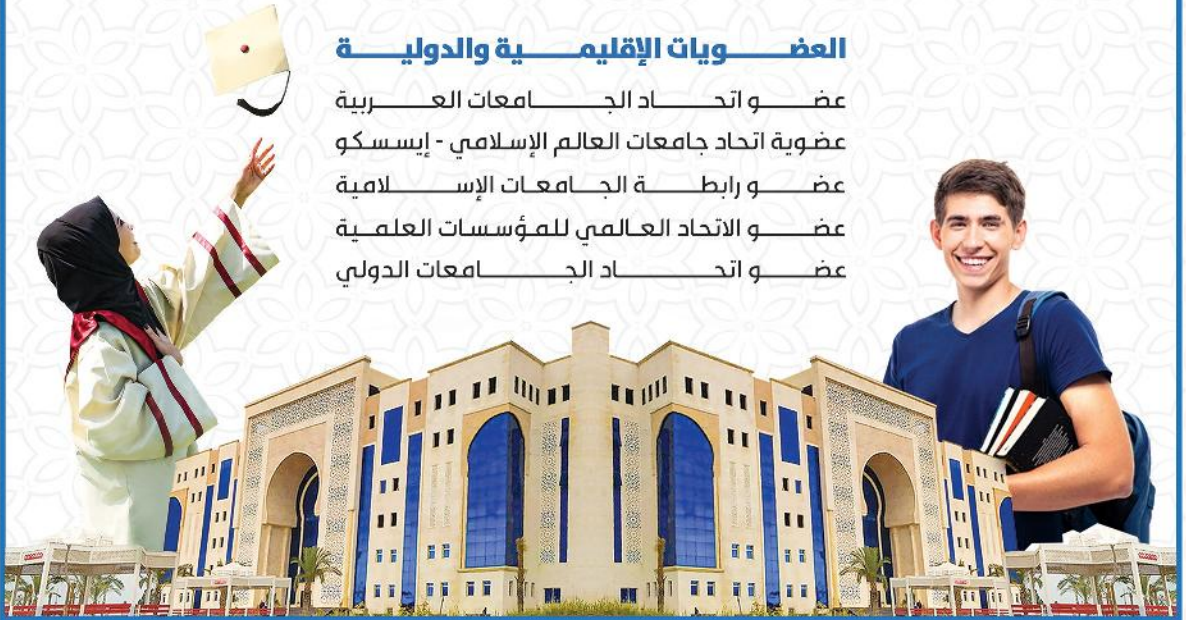 العضويات الإقليمية والدولية
عضو اتحاد الجامعات العربية
عضوية اتحاد جامعات العالم الإسلامي - إيسسكو
عضو رابطة الجامعات الإسلامية
عضو الاتحاد العالمي للمؤسسات العلمية
عضو اتحاد الجامعات الدولي